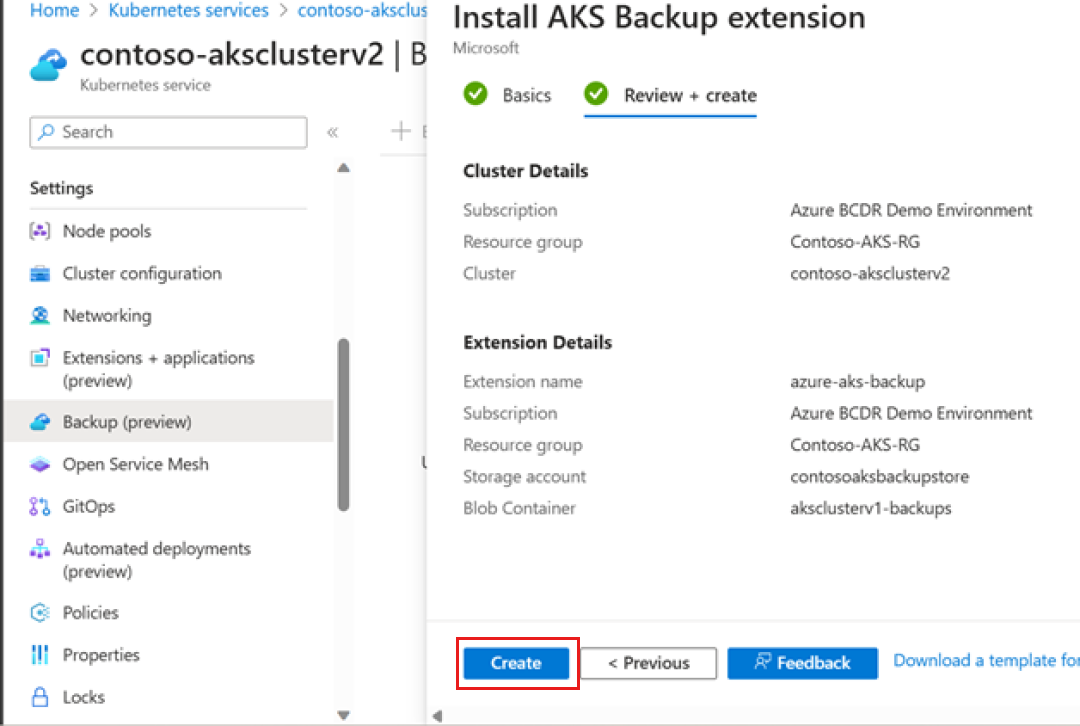 Home > Kubernetes services > contoso-aksclus
contoso-aksclusterv2 | B
Kubernetes service
Search «
Settings
Node pools
Cluster configuration
Networking
Extensions + applications
(preview)
Backup (preview)
Open Service Mesh
GitOps
Automated deployments
(preview)
Policies
Properties
Locks
Install AKS Backup extension
Microsoft
Basics Review + create
Cluster Details
Subscription Azure BCDR Demo Environment
Resource group Contoso-AKS-RG
Cluster contoso-aksclusterv2
Extension Details
Extension name azure-aks-backup
Subscription Azure BCDR Demo Environment
Resource group Contoso-AKS-RG
Storage account contosoaksbackupstore
Blob Container aksclusterv1-backups
Create < Previous Feedback Download a template for